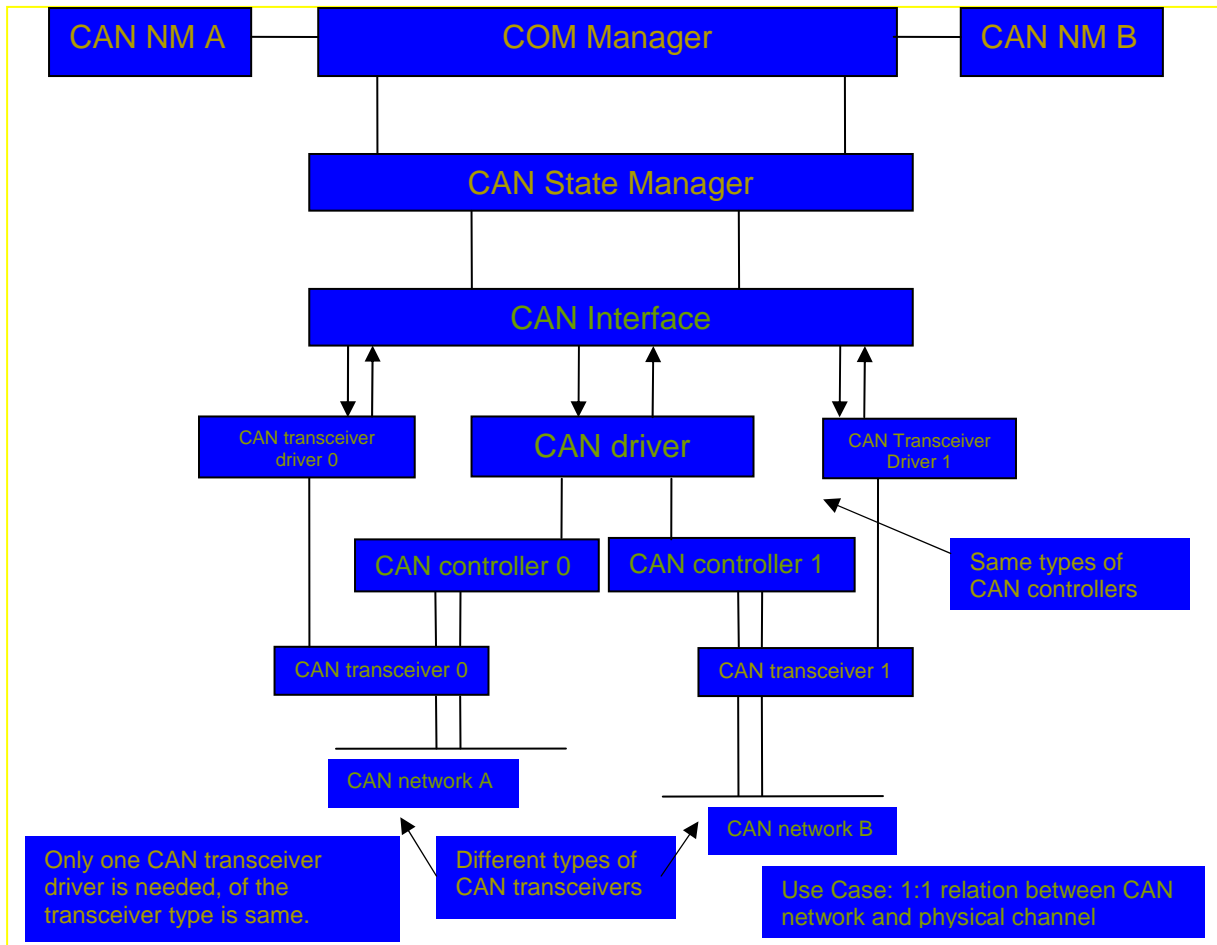 CAN NM A
COM Manager
CAN NM B
CAN State Manager
CAN Interface
CAN transceiver
driver 0
CAN driver
CAN Transceiver
Driver 1
CAN controller 0
CAN controller 1
Same types of
CAN controllers
CAN transceiver 0
CAN transceiver 1
CAN network A
CAN network B
Only one CAN transceiver
driver is needed, of the
transceiver type is same.
Different types of
CAN transceivers
Use Case: 1:1 relation between CAN
network and physical channel